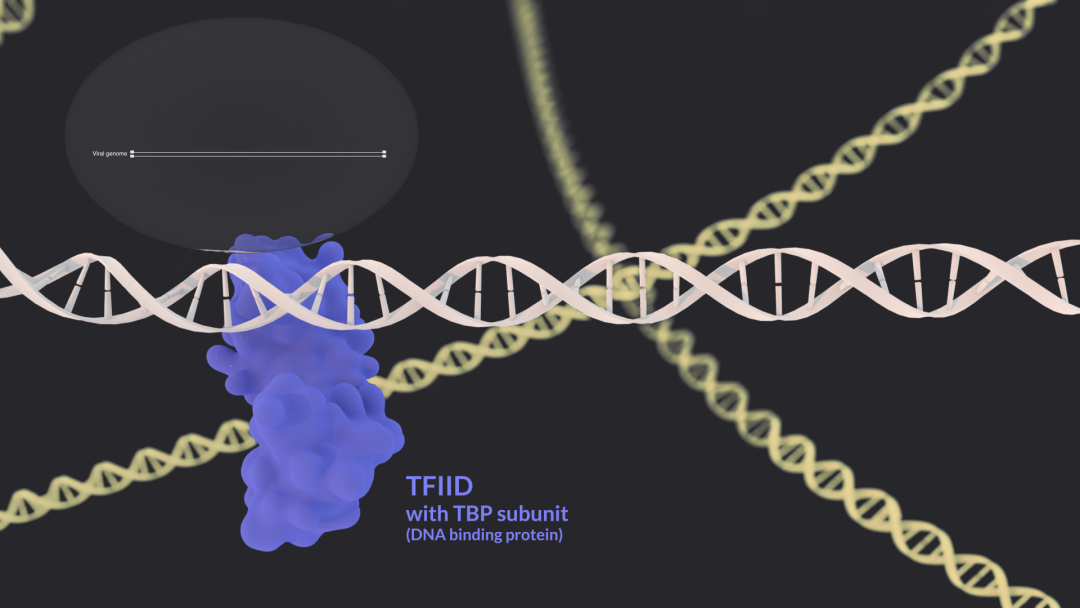 Viral genome
TFIID
with TBP subunit
(DNA binding protein)